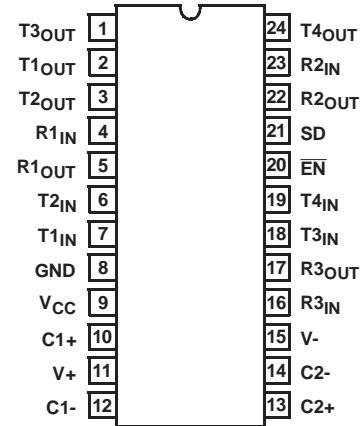 T3OUT 1 24 T4OUT
T1OUT 2 23 R2IN
T2OUT 3 22 R2OUT
R1IN 4 21 SD
R1OUT 5 20 EN
T2IN 6 19 T4IN
T1IN 7 18 T3IN
GND 8 17 R3OUT
VCC 9 16 R3IN
C1+ 10 15 V-
V+ 11 14 C2-
C1- 12 13 C2+